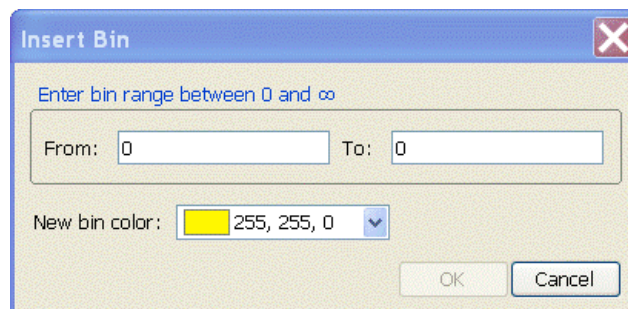 Insert Bin
Enter bin range between 0 and ∞
From: 0 To: 0
New bin color: 255, 255, 0
OK Cancel